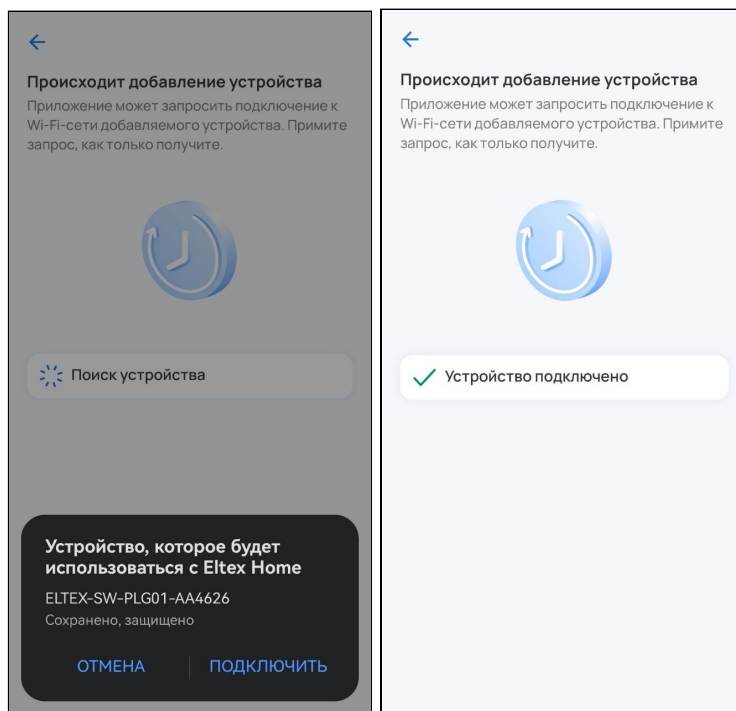 Происходит добавление устройства
Приложение может запросить подключение к
Wi-Fi-сети добавляемого устройства. Примите
запрос, как только получите.
Поиск устройства
Устройство, которое будет
использоваться с Eltex Home
ELTEX-SW-PLG01-AA4626
Сохранено, защищено
ОТМЕНА
ПОДКЛЮЧИТЬ
Происходит добавление устройства
Приложение может запросить подключение к
Wi-Fi-сети добавляемого устройства. Примите
запрос, как только получите.
Устройство подключено